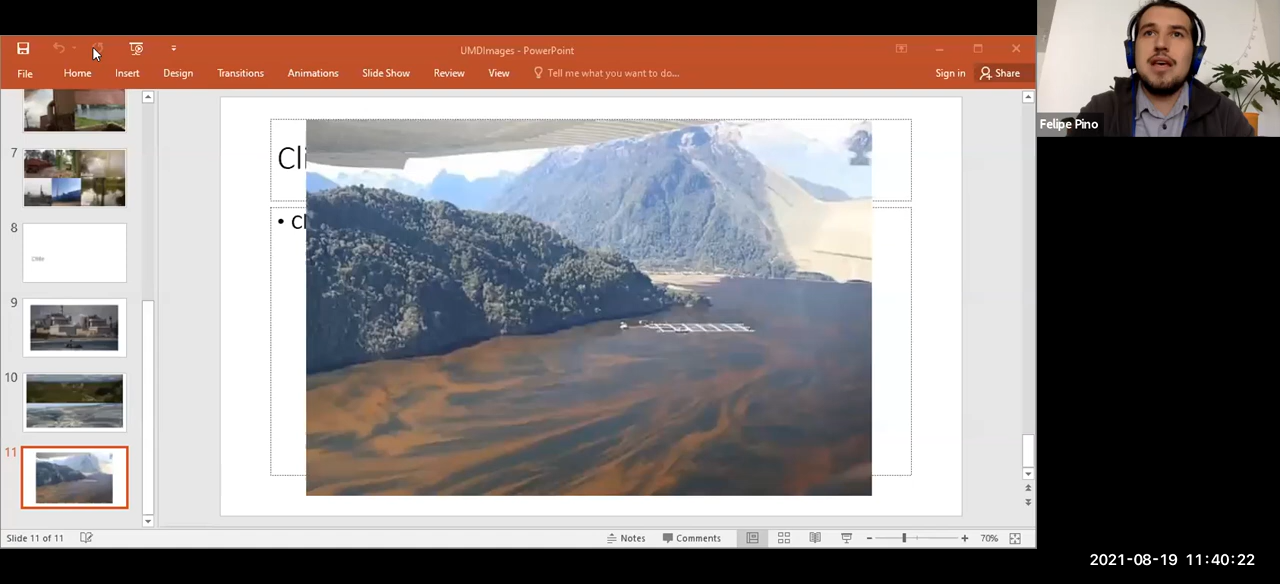 UMDImages - PowerPoint
File Home Insert Design Transitions Animations Slide Show Review View Tell me what you want to do... Sign in Share
Felipe Pino
7
8
Chile
9
10
11
Cli
• Cl
Slide 11 of 11 Notes Comments 70%
2021-08-19 11:40:22